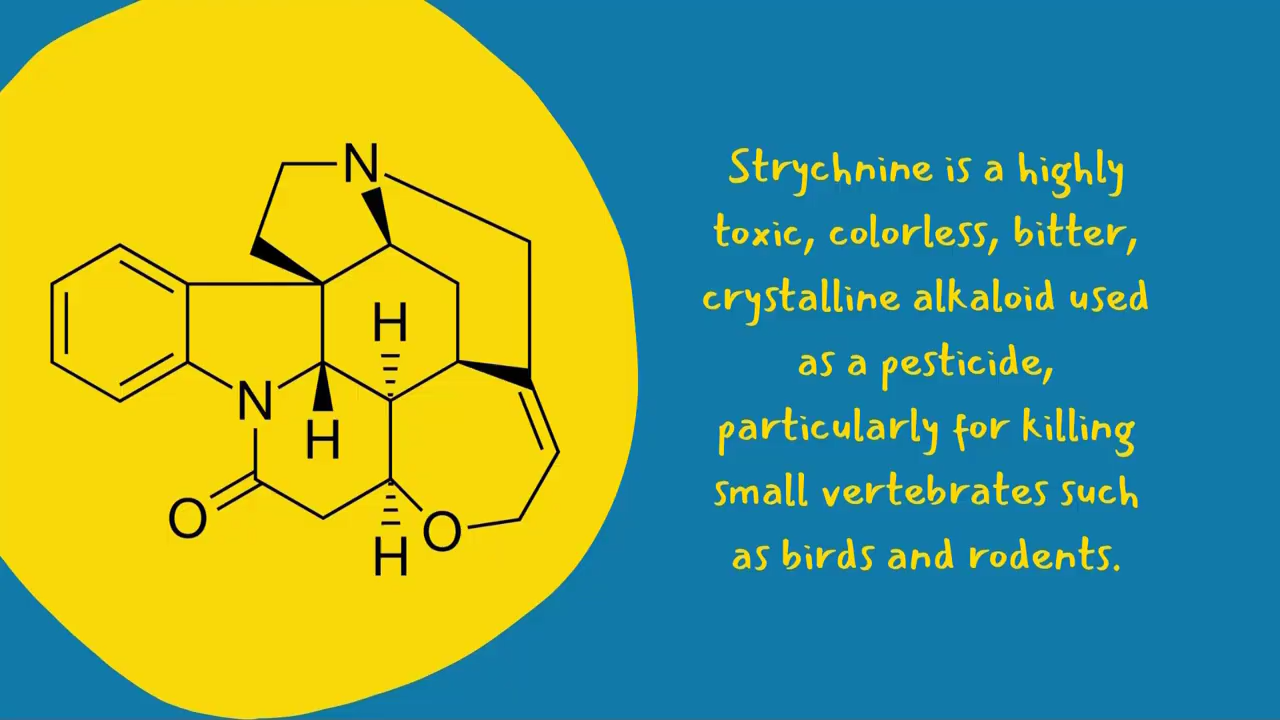 N
H
N
H
O
O
H
Strychnine is a highly
toxic, colorless, bitter,
crystalline alkaloid used
as a pesticide,
particularly for killing
small vertebrates such
as birds and rodents.